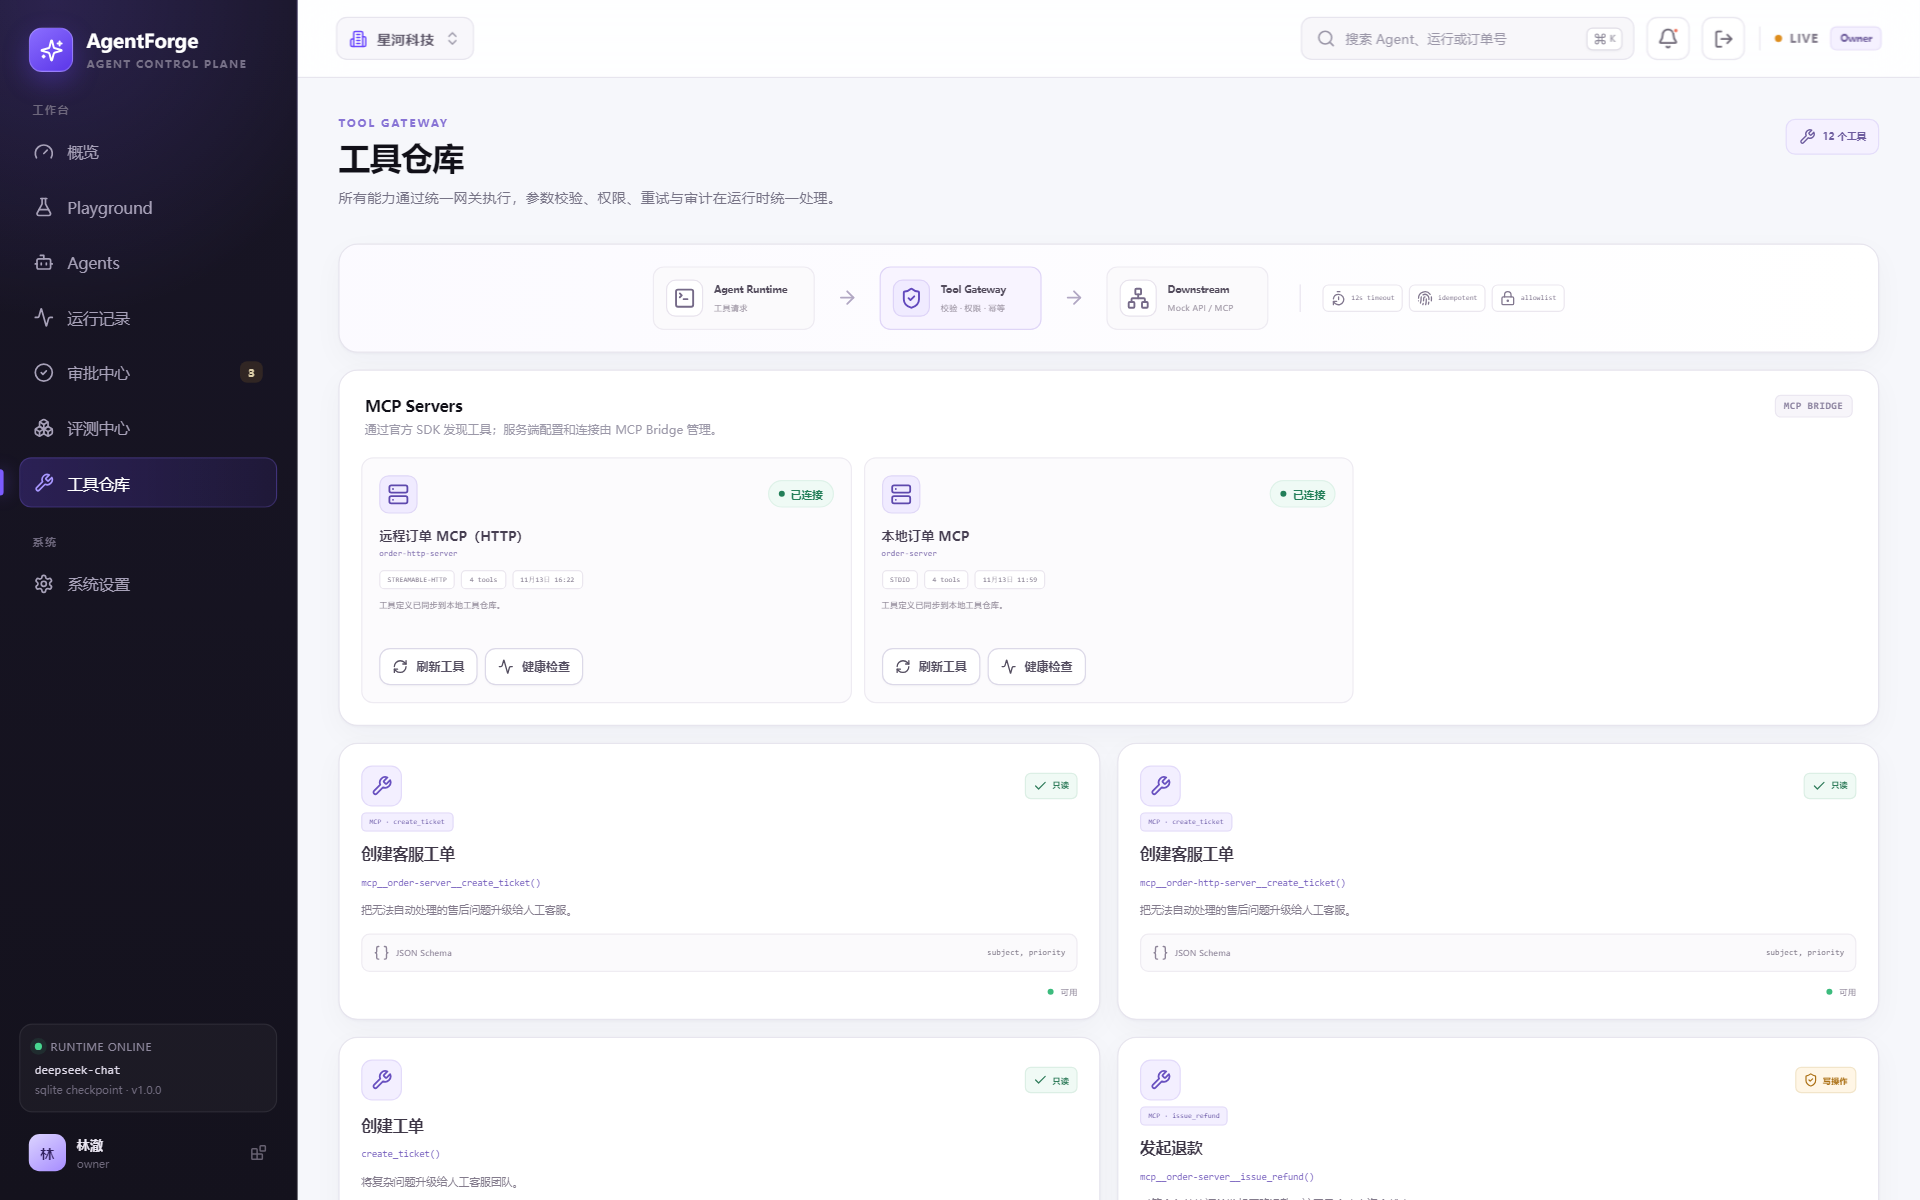 AgentForge
AGENT CONTROL PLANE
工作台
概览
Playground
Agents
运行记录
审批中心
3
评测中心
工具仓库
系统
系统设置
RUNTIME ONLINE
deepseek-chat
sqlite checkpoint · v1.0.0
林
林澈
owner
星河科技
搜索 Agent、运行或订单号
⌘ K
LIVE
Owner
TOOL GATEWAY
工具仓库
所有能力通过统一网关执行，参数校验、权限、重试与审计在运行时统一处理。
12 个工具
Agent Runtime
工具请求
Tool Gateway
校验 · 权限 · 幂等
Downstream
Mock API / MCP
12s timeout
idempotent
allowlist
MCP Servers
通过官方 SDK 发现工具；服务端配置和连接由 MCP Bridge 管理。
MCP BRIDGE
已连接
远程订单 MCP（HTTP）
order-http-server
STREAMABLE-HTTP
4 tools
11月13日 16:22
工具定义已同步到本地工具仓库。
刷新工具
健康检查
已连接
本地订单 MCP
order-server
STDIO
4 tools
11月13日 11:59
工具定义已同步到本地工具仓库。
刷新工具
健康检查
只读
MCP · create_ticket
创建客服工单
mcp__order-server__create_ticket()
把无法自动处理的售后问题升级给人工客服。
{ } JSON Schema
subject, priority
可用
只读
MCP · create_ticket
创建客服工单
mcp__order-http-server__create_ticket()
把无法自动处理的售后问题升级给人工客服。
{ } JSON Schema
subject, priority
可用
只读
创建工单
create_ticket()
将复杂问题升级给人工客服团队。
写操作
MCP · issue_refund
发起退款
mcp__order-server__issue_refund()